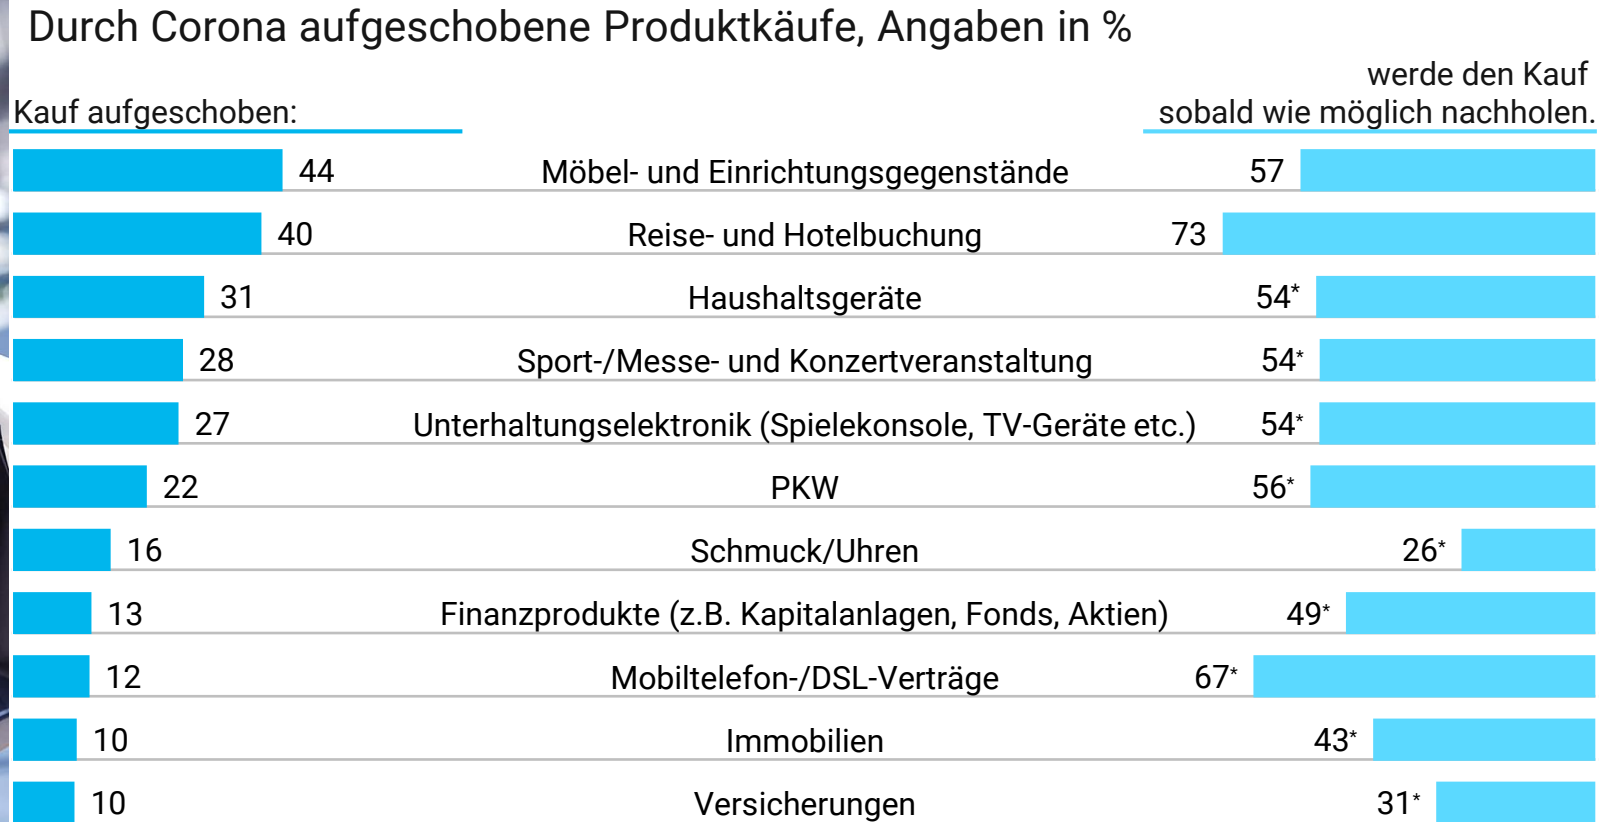 Durch Corona aufgeschobene Produktkäufe, Angaben in %
werde den Kauf
Kauf aufgeschoben: sobald wie möglich nachholen.
44 Möbel- und Einrichtungsgegenstände 57
40 Reise- und Hotelbuchung 73
31 Haushaltsgeräte 54*
28 Sport-/Messe- und Konzertveranstaltung 54*
27 Unterhaltungselektronik (Spielekonsole, TV-Geräte etc.) 54*
22 PKW 56*
16 Schmuck/Uhren 26*
13 Finanzprodukte (z.B. Kapitalanlagen, Fonds, Aktien) 49*
12 Mobiltelefon-/DSL-Verträge 67*
10 Immobilien 43*
10 Versicherungen 31*